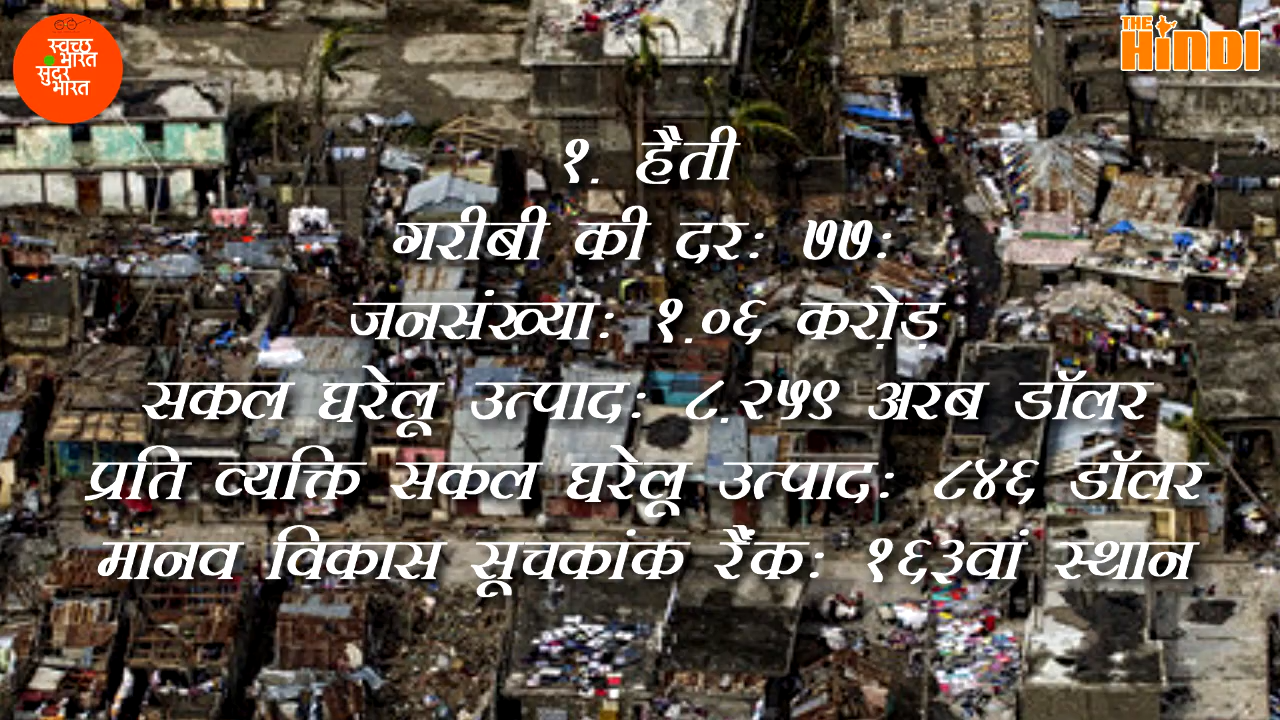 स्वच्छ
भारत
सुंदर
भारत
THE
HiNDI
१. हैती
गरीबी की दरः ७७ः
जनसंख्याः १.०६ करोड़
सकल घरेलू उत्पादः ८.२५९ अरब डॉलर
प्रति व्यक्ति सकल घरेलू उत्पादः ८४६ डॉलर
मानव विकास सूचकांक रैंकः १६३वां स्थान